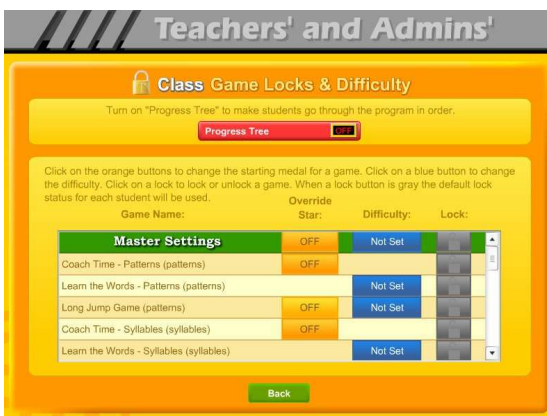 Teachers' and Admins'
Class Game Locks & Difficulty
Turn on "Progress Tree" to make students go through the program in order.
Progress Tree OFF
Click on the orange buttons to change the starting medal for a game. Click on a blue button to change
the difficulty. Click on a lock to lock or unlock a game. When a lock button is gray the default lock
status for each student will be used.
Game Name: Override Star: Difficulty: Lock:
Master Settings OFF Not Set
Coach Time - Patterns (patterns) OFF
Learn the Words - Patterns (patterns) Not Set
Long Jump Game (patterns) OFF Not Set
Coach Time - Syllables (syllables) OFF
Learn the Words - Syllables (syllables) Not Set
Back